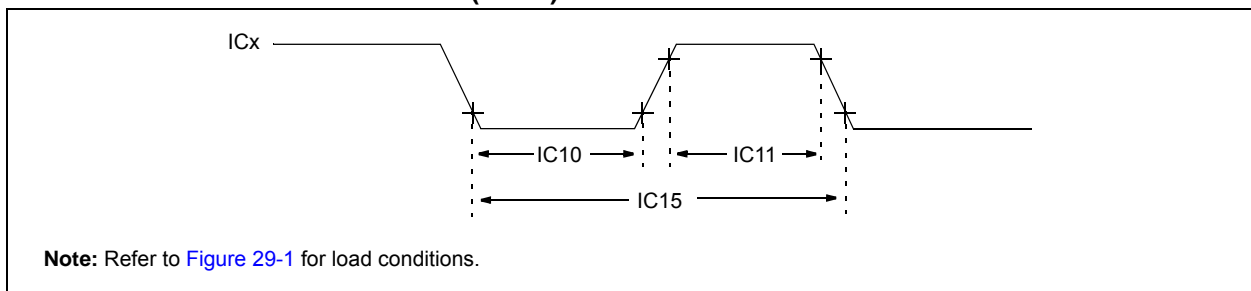 ICx
IC10
IC11
IC15
Note: Refer to Figure 29-1 for load conditions.